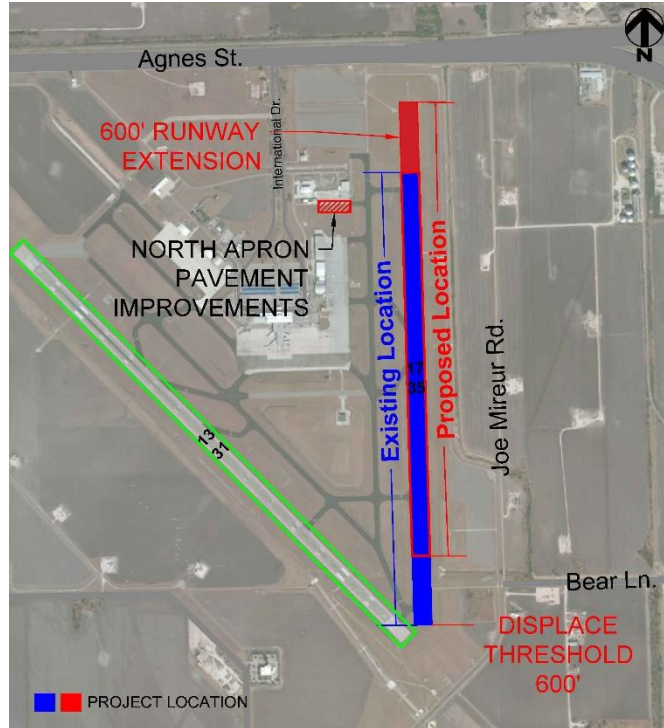 Agnes St.
N
International Dr.
600' RUNWAY
EXTENSION
NORTH APRON
PAVEMENT
IMPROVEMENTS
Existing Location
Proposed Location
17
35
13
31
Joe Mireur Rd.
Bear Ln.
DISPLACE
THRESHOLD
600'
PROJECT LOCATION